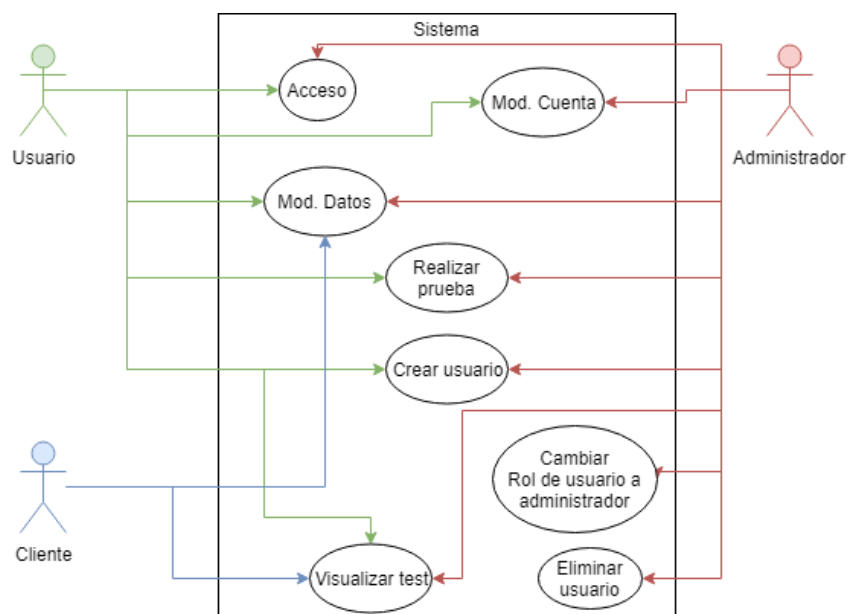 Sistema
Acceso
Mod. Cuenta
Usuario
Administrador
Mod. Datos
Realizar
prueba
Crear usuario
Cambiar
Rol de usuario a
administrador
Cliente
Visualizar test
Eliminar
usuario